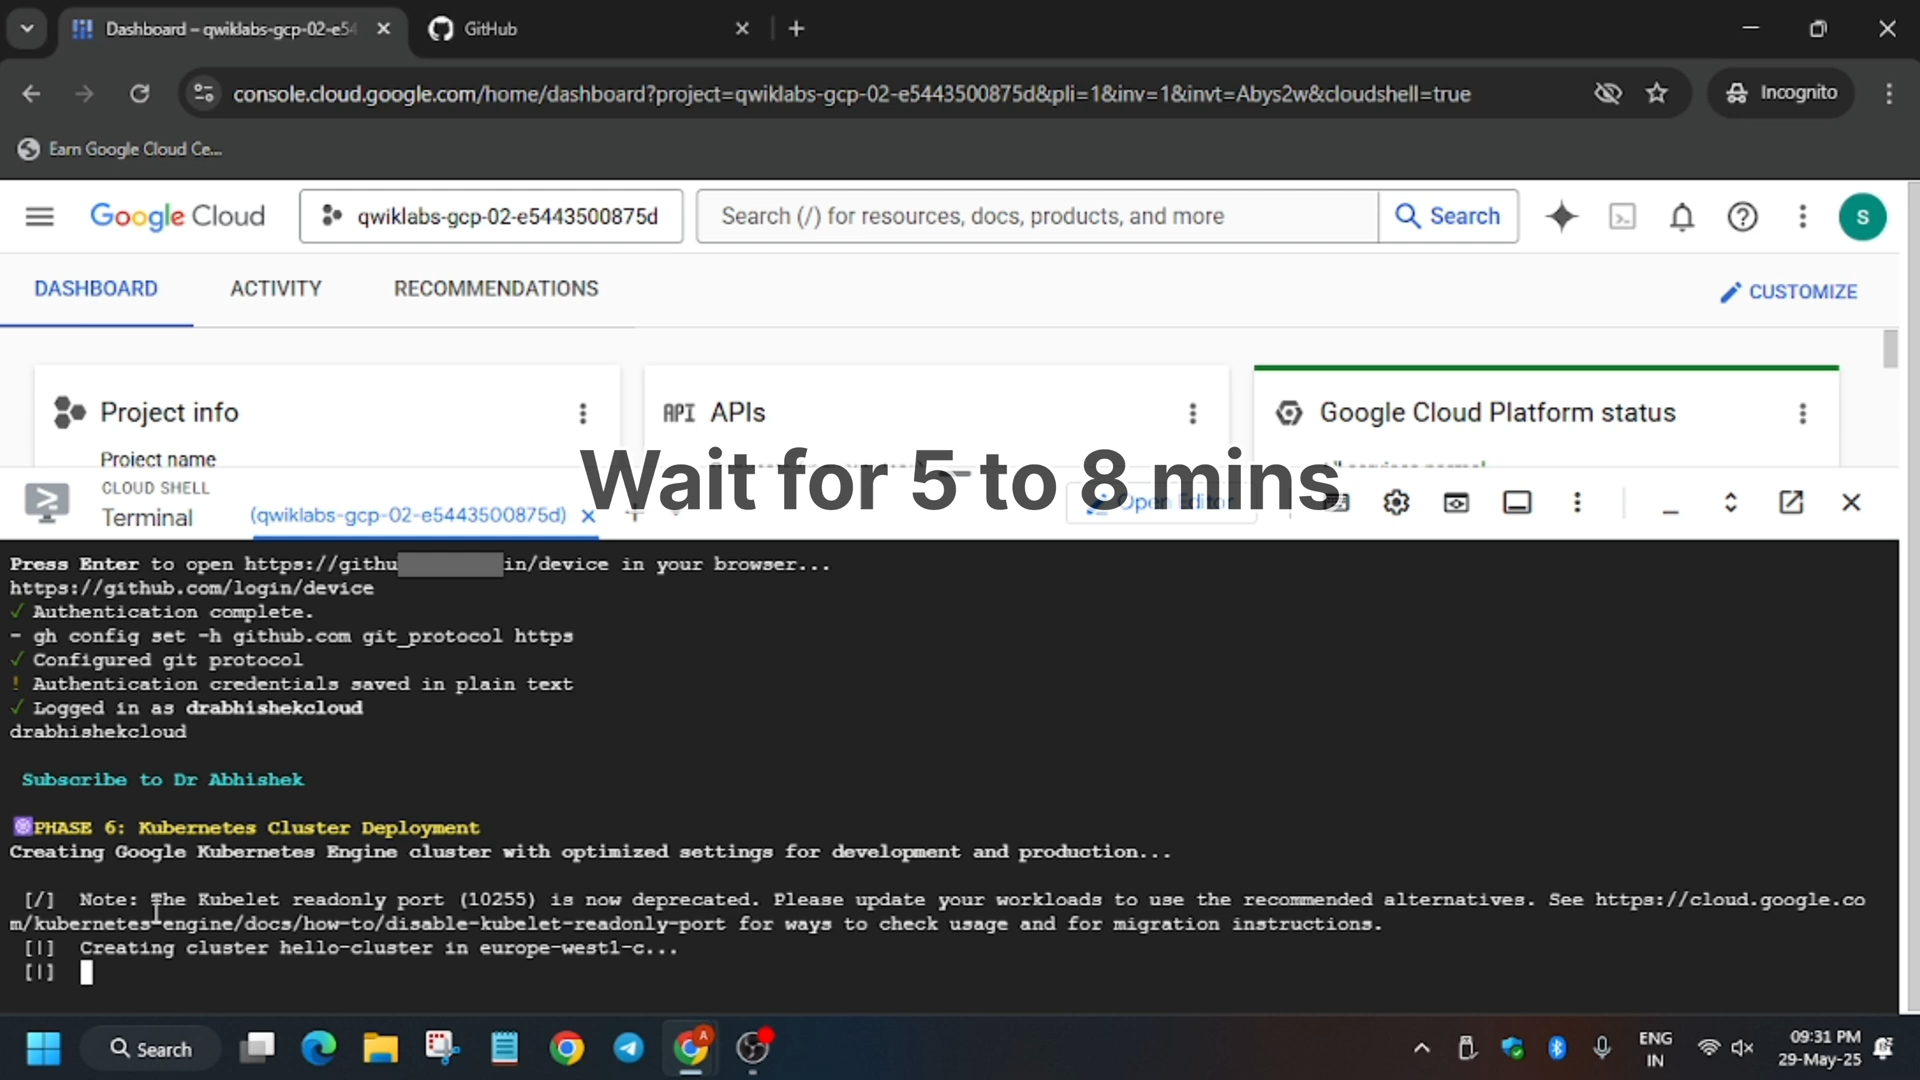 Dashboard – qwiklabs-gcp-02-e54
GitHub
console.cloud.google.com/home/dashboard?project=qwiklabs-gcp-02-e5443500875d&pli=1&inv=1&invt=Abys2w&cloudshell=true
Incognito
Earn Google Cloud Ce...
Google Cloud
qwiklabs-gcp-02-e5443500875d
Search (/) for resources, docs, products, and more
Search
S
DASHBOARD
ACTIVITY
RECOMMENDATIONS
CUSTOMIZE
Project info
API APIs
Google Cloud Platform status
Project name
Wait for 5 to 8 mins
CLOUD SHELL
Terminal
(qwiklabs-gcp-02-e5443500875d)
Open Editor
Press Enter to open https://githu in/device in your browser...
https://github.com/login/device
✓ Authentication complete.
- gh config set -h github.com git_protocol https
✓ Configured git protocol
! Authentication credentials saved in plain text
✓ Logged in as drabhishekcloud
drabhishekcloud
Subscribe to Dr Abhishek
PHASE 6: Kubernetes Cluster Deployment
Creating Google Kubernetes Engine cluster with optimized settings for development and production...
[/] Note: The Kubelet readonly port (10255) is now deprecated. Please update your workloads to use the recommended alternatives. See https://cloud.google.co
m/kubernetes-engine/docs/how-to/disable-kubelet-readonly-port for ways to check usage and for migration instructions.
[|] Creating cluster hello-cluster in europe-west1-c...
[|]
Search
A
ENG
IN
09:31 PM
29-May-25